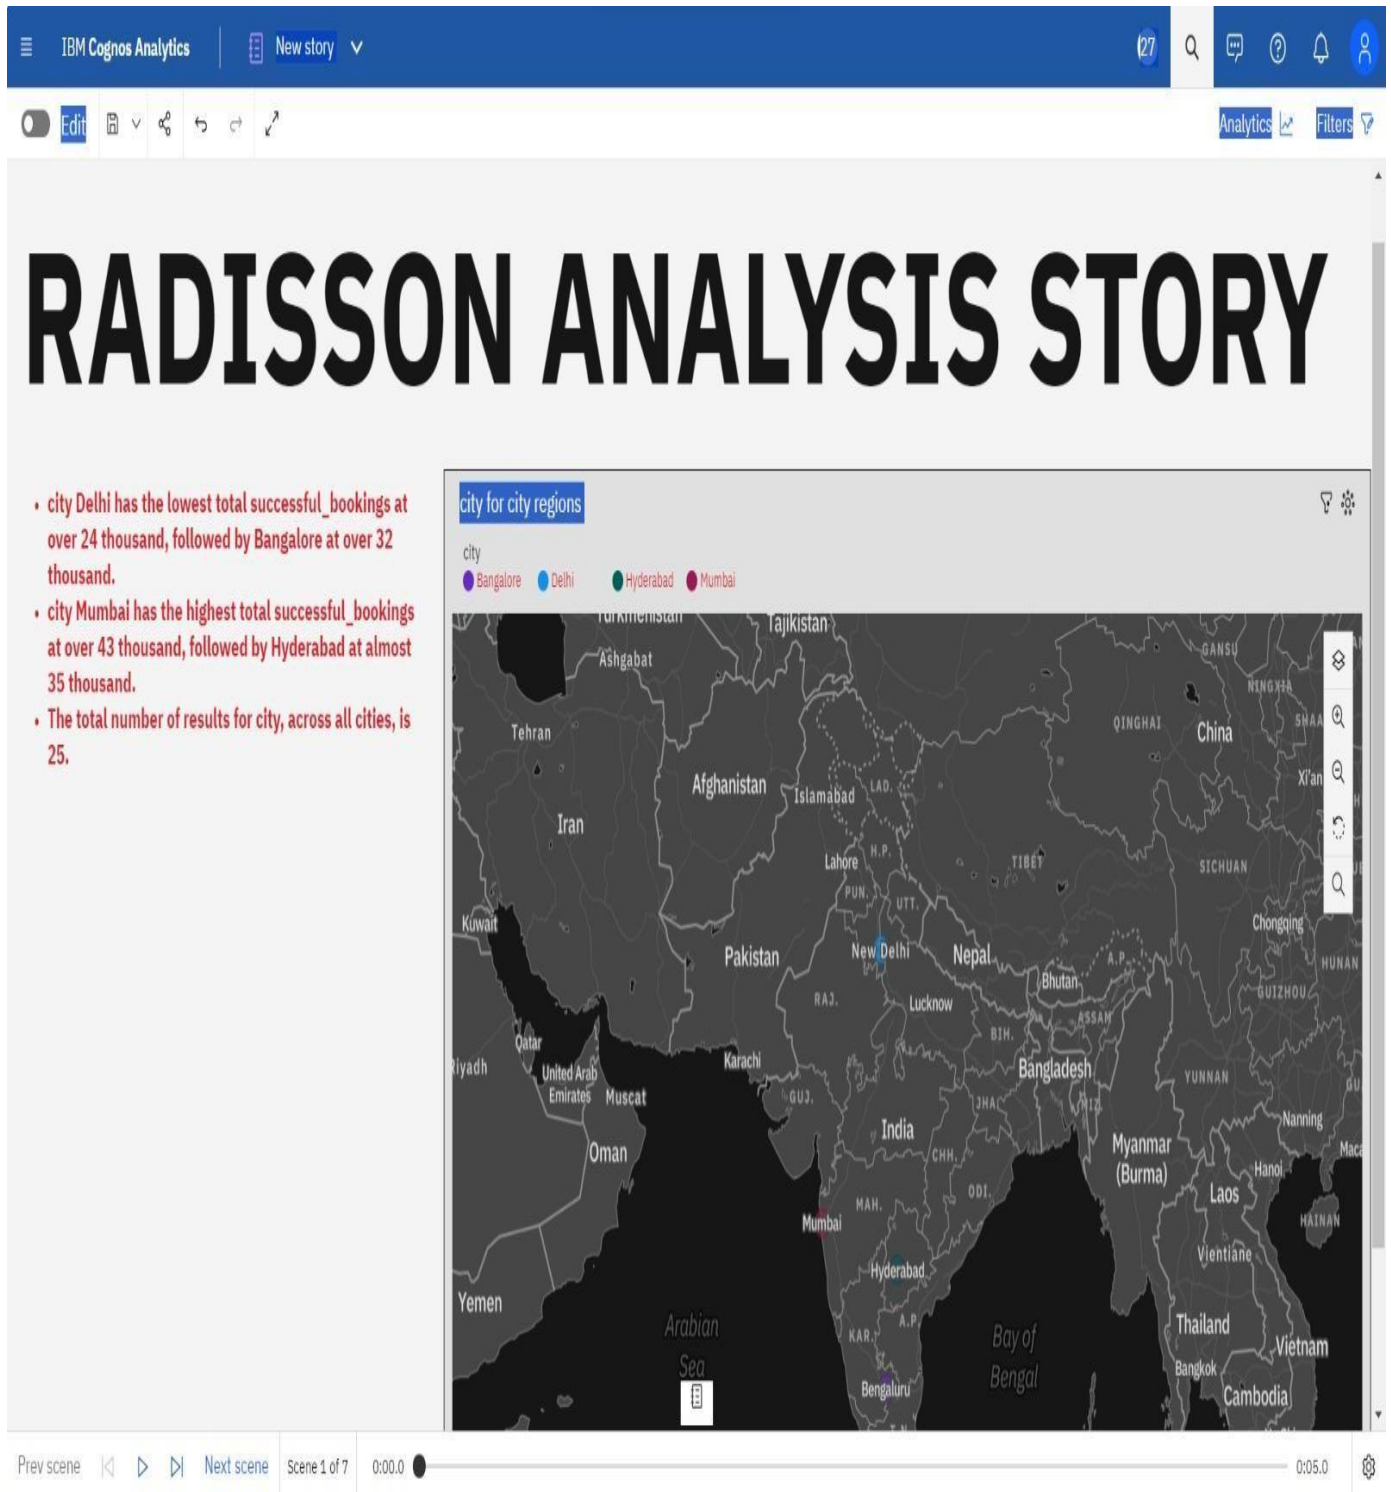 IBM Cognos Analytics
New story
27
Edit
Analytics
Filters
RADISSON ANALYSIS STORY
• city Delhi has the lowest total successful_bookings at
over 24 thousand, followed by Bangalore at over 32
thousand.
• city Mumbai has the highest total successful_bookings
at over 43 thousand, followed by Hyderabad at almost
35 thousand.
• The total number of results for city, across all cities, is
25.
city for city regions
city
Bangalore Delhi Hyderabad Mumbai
Tajikistan
GANSU
Ashgabat
NINGXIA
QINGHAI
Tehran
China
Xi'an
Afghanistan
Islamabad
LAD.
Iran
H.P.
Lahore
TIBET
SICHUAN
PUN.
UTT.
Kuwait
Chongqing
Pakistan
New Delhi
Nepal
A.P.
HUNAN
Bhutan
RAJ.
Lucknow
GUIZHOU
ASSAM
BIH.
Qatar
Karachi
Bangladesh
United Arab
Emirates
Muscat
YUNNAN
GUJ.
JHA.
MIZ.
Nanning
India
Oman
CHH.
Myanmar
(Burma)
Hanoi
Laos
ODI.
MAH.
Mumbai
HAINAN
Vientiane
Hyderabad
Yemen
Arabian
Sea
KAR.
A.P.
Bay of
Bengal
Thailand
Vietnam
Bangkok
Bengaluru
Cambodia
Prev scene
Next scene
Scene 1 of 7
0:00.0
0:05.0